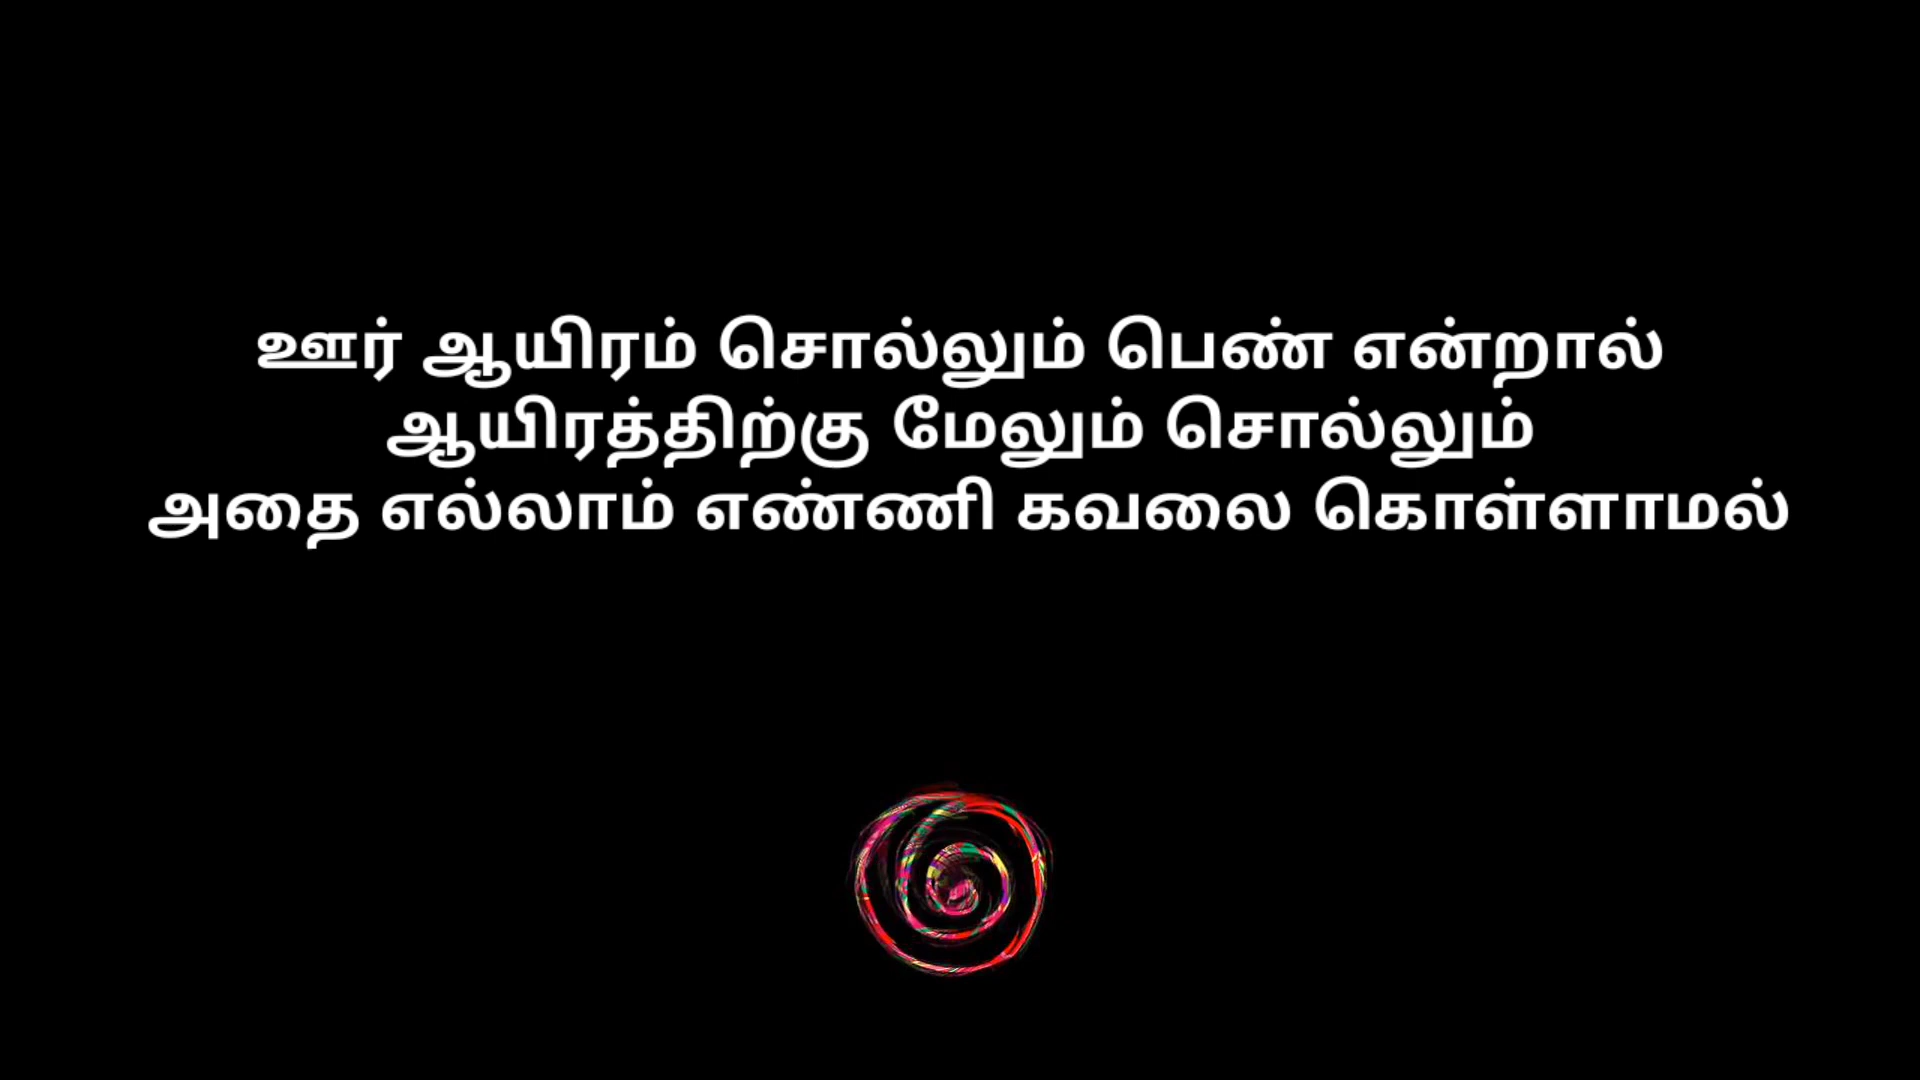 ஊர் ஆயிரம் சொல்லும் பெண் என்றால்
ஆயிரத்திற்கு மேலும் சொல்லும்
அதை எல்லாம் எண்ணி கவலை கொள்ளாமல்